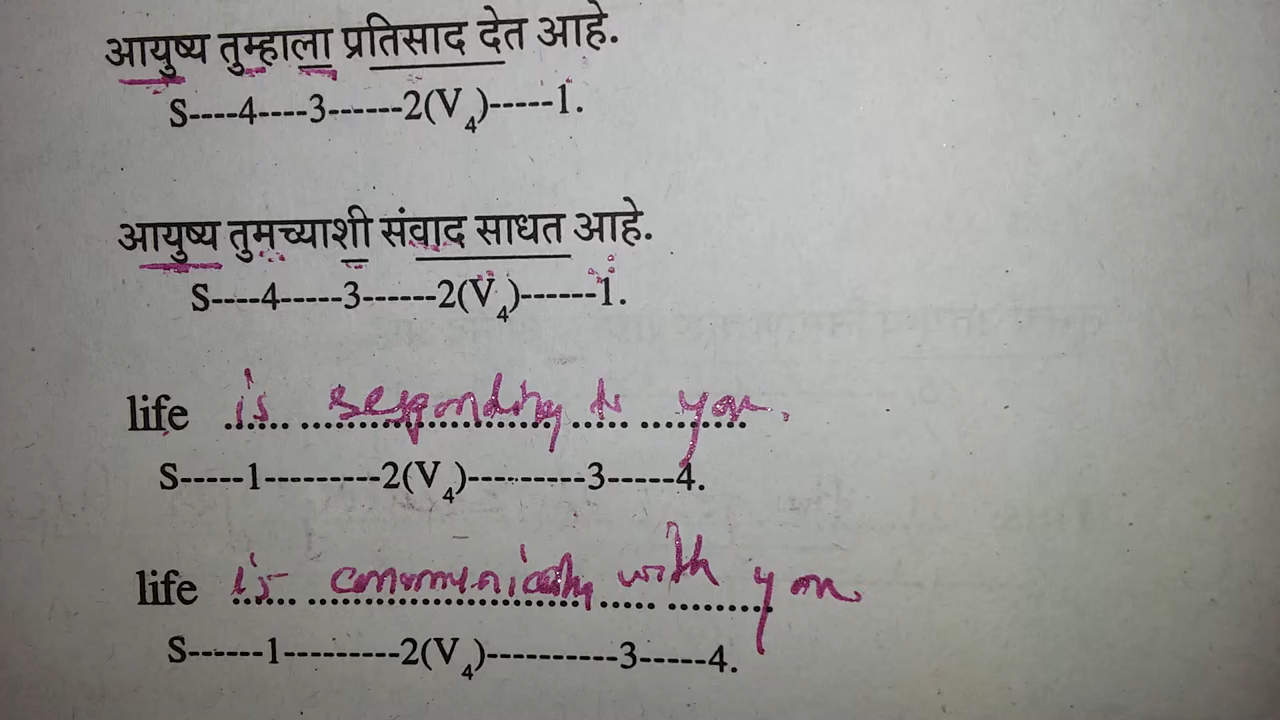 आयुष्य तुम्हाला प्रतिसाद देत आहे.
S----4----3------2(V₄)-----1.
आयुष्य तुमच्याशी संवाद साधत आहे.
S----4-----3------2(V₄)------1.
life is responding to you.
S-----1---------2(V₄)---------3-----4.
life is communicating with you
S------1---------2(V₄)----------3-----4.